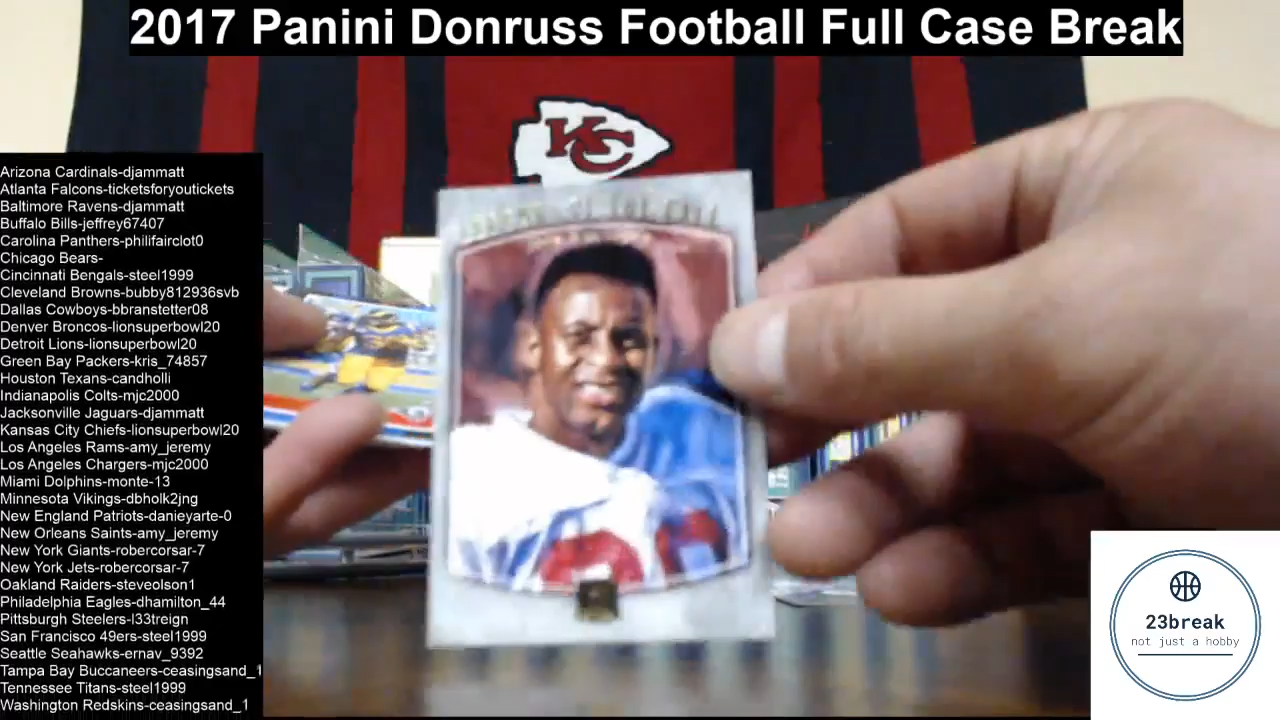 2017 Panini Donruss Football Full Case Break
KC
Arizona Cardinals-djammatt
Atlanta Falcons-ticketsforyoutickets
Baltimore Ravens-djammatt
Buffalo Bills-jeffrey67407
Carolina Panthers-philifairclot0
Chicago Bears-
Cincinnati Bengals-steel1999
Cleveland Browns-bubby812936svb
Dallas Cowboys-bbranstetter08
Denver Broncos-lionsuperbowl20
Detroit Lions-lionsuperbowl20
Green Bay Packers-kris_74857
Houston Texans-candholli
Indianapolis Colts-mjc2000
Jacksonville Jaguars-djammatt
Kansas City Chiefs-lionsuperbowl20
Los Angeles Rams-amy_jeremy
Los Angeles Chargers-mjc2000
Miami Dolphins-monte-13
Minnesota Vikings-dbholk2jng
New England Patriots-danieyarte-0
New Orleans Saints-amy_jeremy
New York Giants-robercorsar-7
New York Jets-robercorsar-7
Oakland Raiders-steveolson1
Philadelphia Eagles-dhamilton_44
Pittsburgh Steelers-l33treign
San Francisco 49ers-steel1999
Seattle Seahawks-ernav_9392
Tampa Bay Buccaneers-ceasingsand_1
Tennessee Titans-steel1999
Washington Redskins-ceasingsand_1
23break
not just a hobby